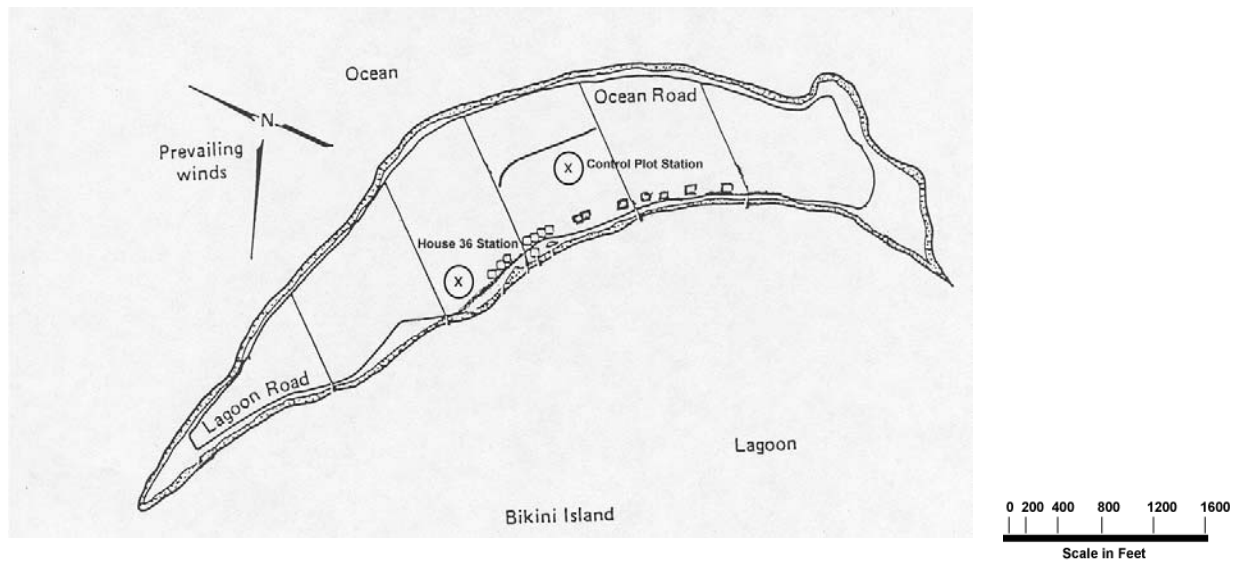 Ocean
N
Prevailing
winds
Ocean Road
X
Control Plot Station
House 36 Station
X
Lagoon Road
Lagoon
Bikini Island
0 200 400 800 1200 1600
Scale in Feet